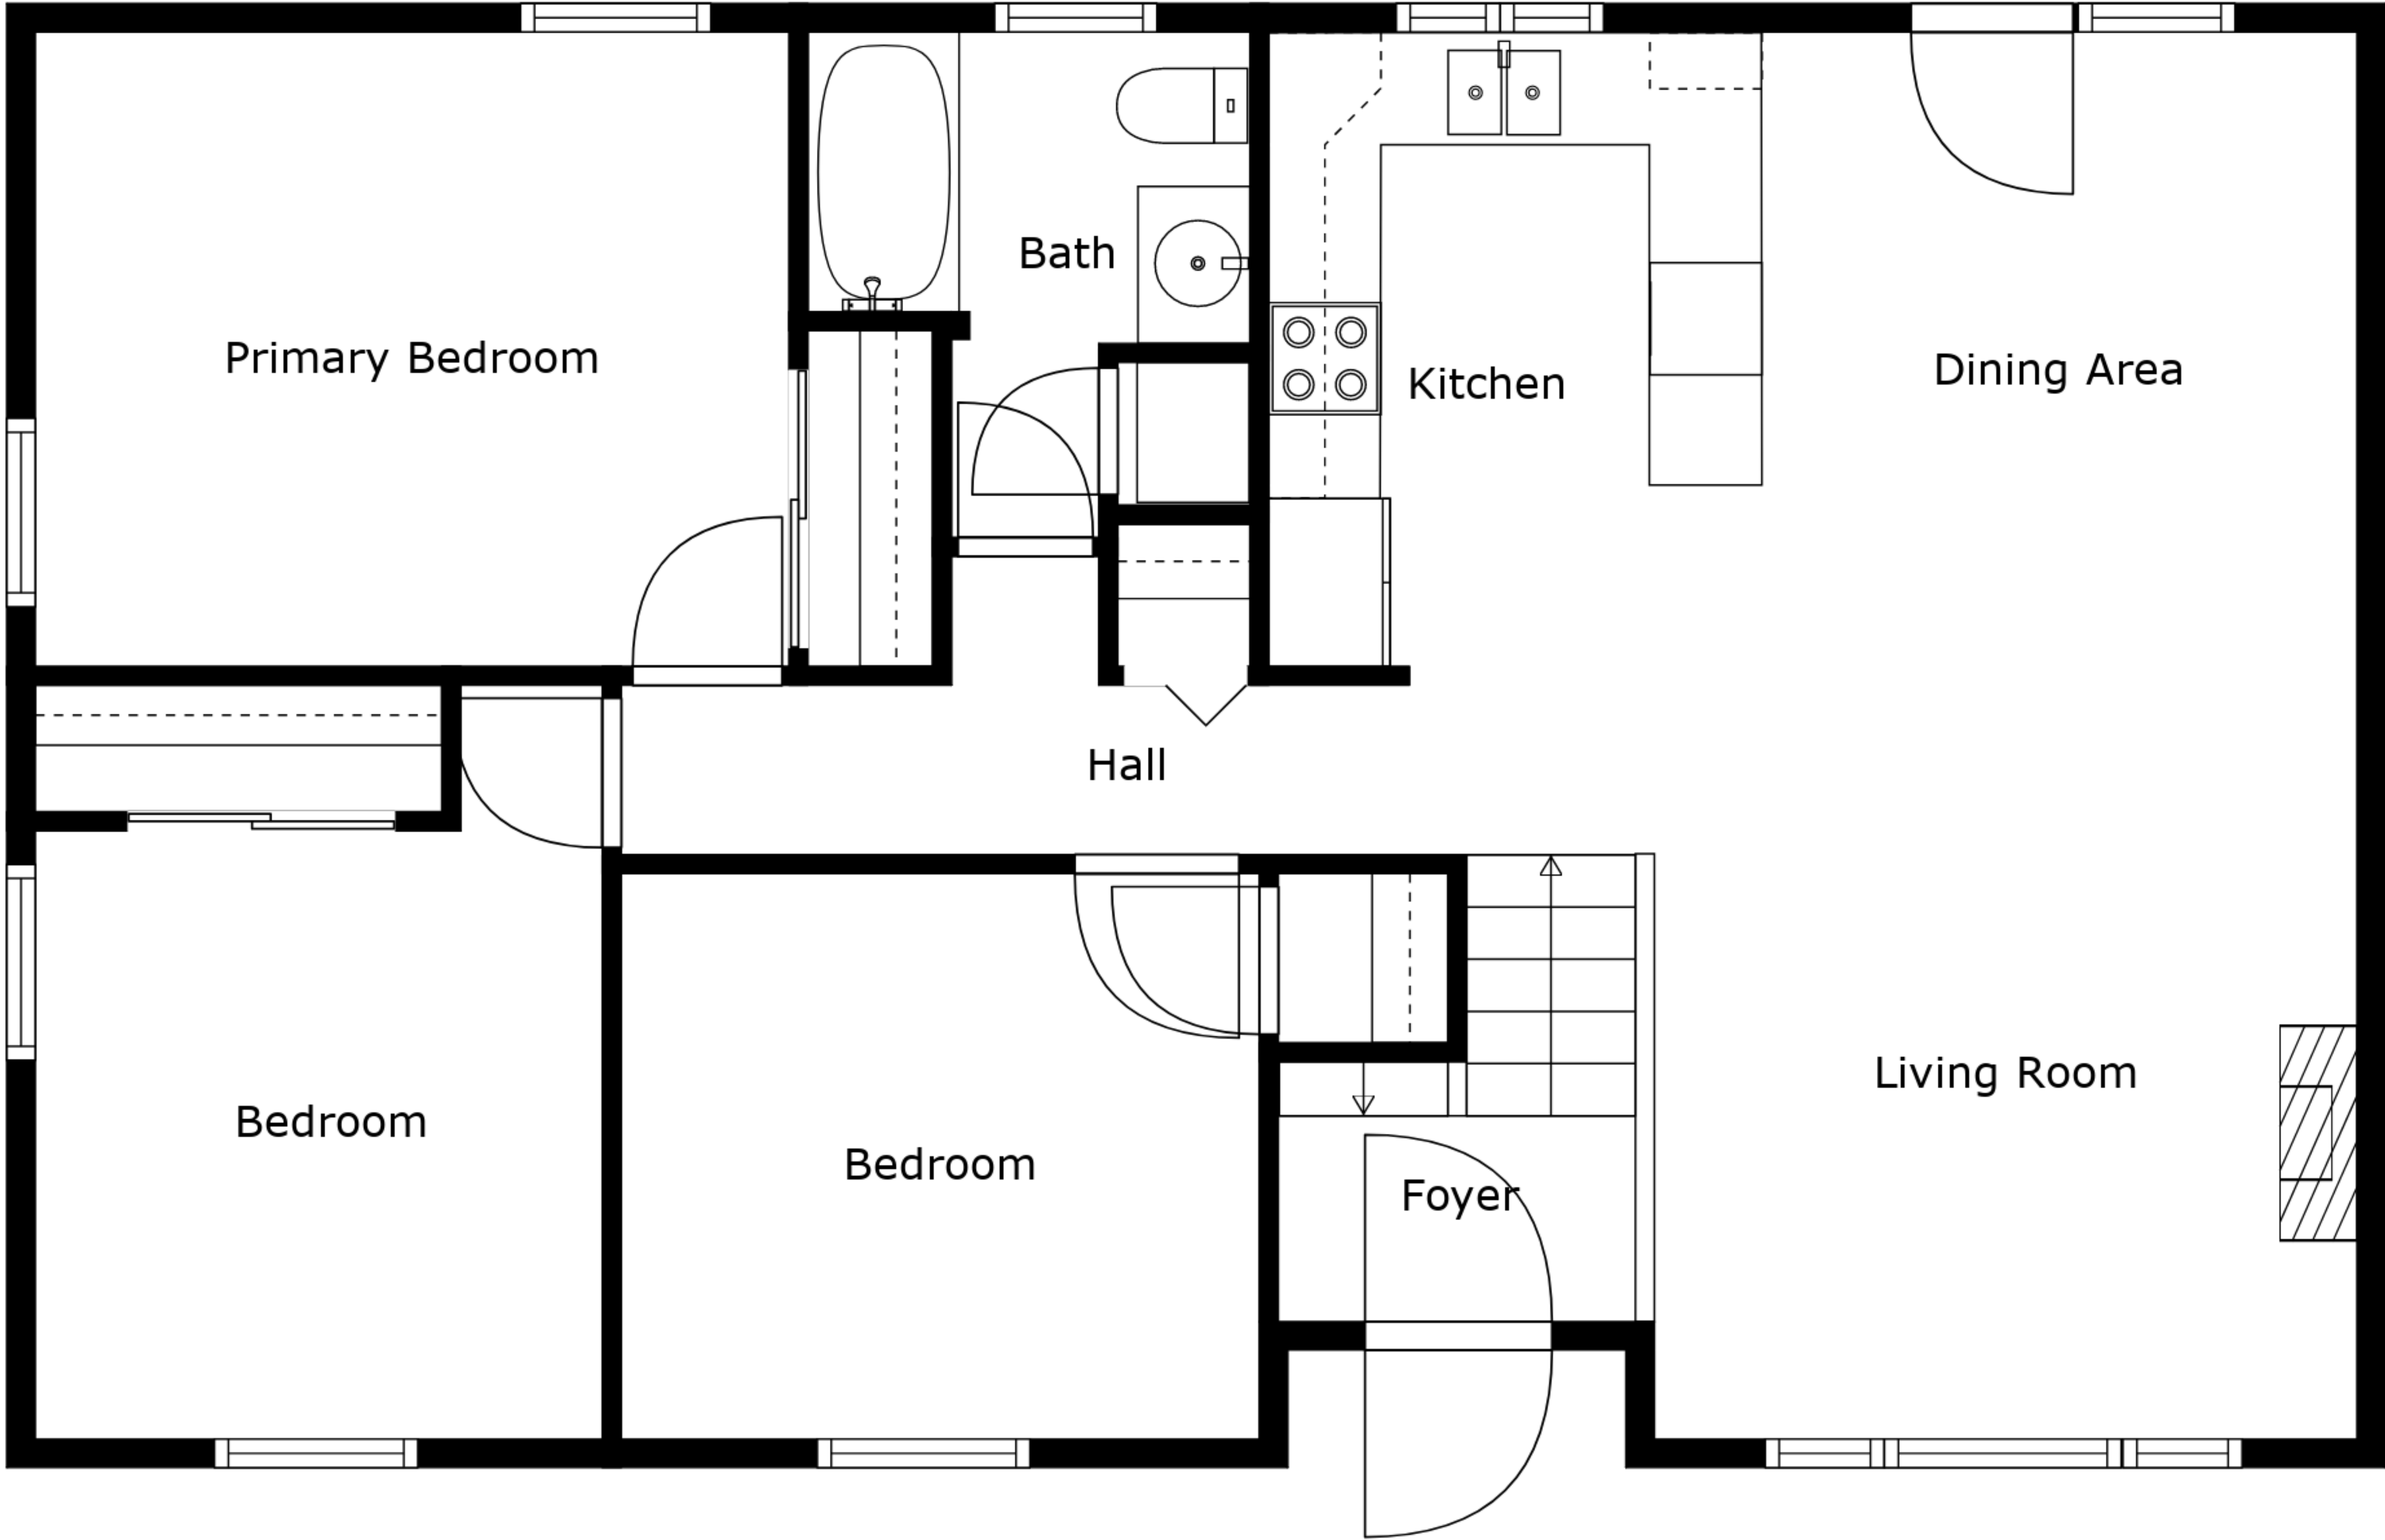 Bath
Primary Bedroom
Kitchen
Dining Area
Hall
Living Room
Bedroom
Bedroom
Foyer